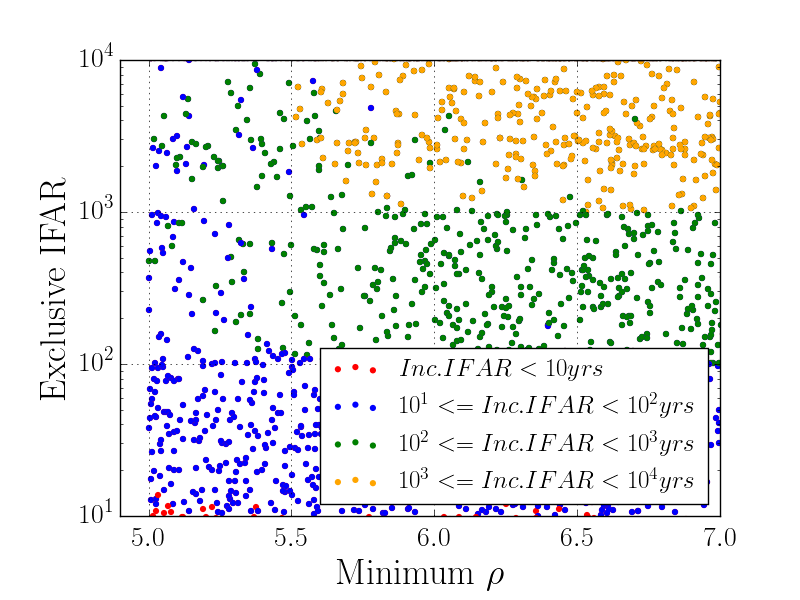 10^4
10^3
10^2
10^1
Exclusive IFAR
Inc.IFAR < 10yrs
10^1 <= Inc.IFAR < 10^2yrs
10^2 <= Inc.IFAR < 10^3yrs
10^3 <= Inc.IFAR < 10^4yrs
5.0 5.5 6.0 6.5 7.0
Minimum ρ